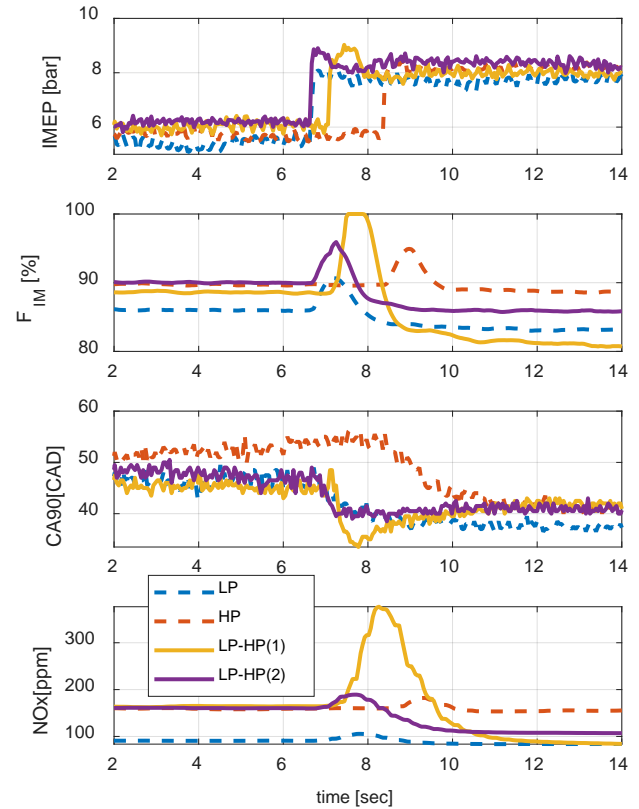 IMEP [bar]
8
6
2 4 6 8 10 12 14
F IM [%]
100
90
80
2 4 6 8 10 12 14
CA90[CAD]
60
50
40
2 4 6 8 10 12 14
LP
HP
LP-HP(1)
LP-HP(2)
NOx[ppm]
300
200
100
2 4 6 8 10 12 14
time [sec]